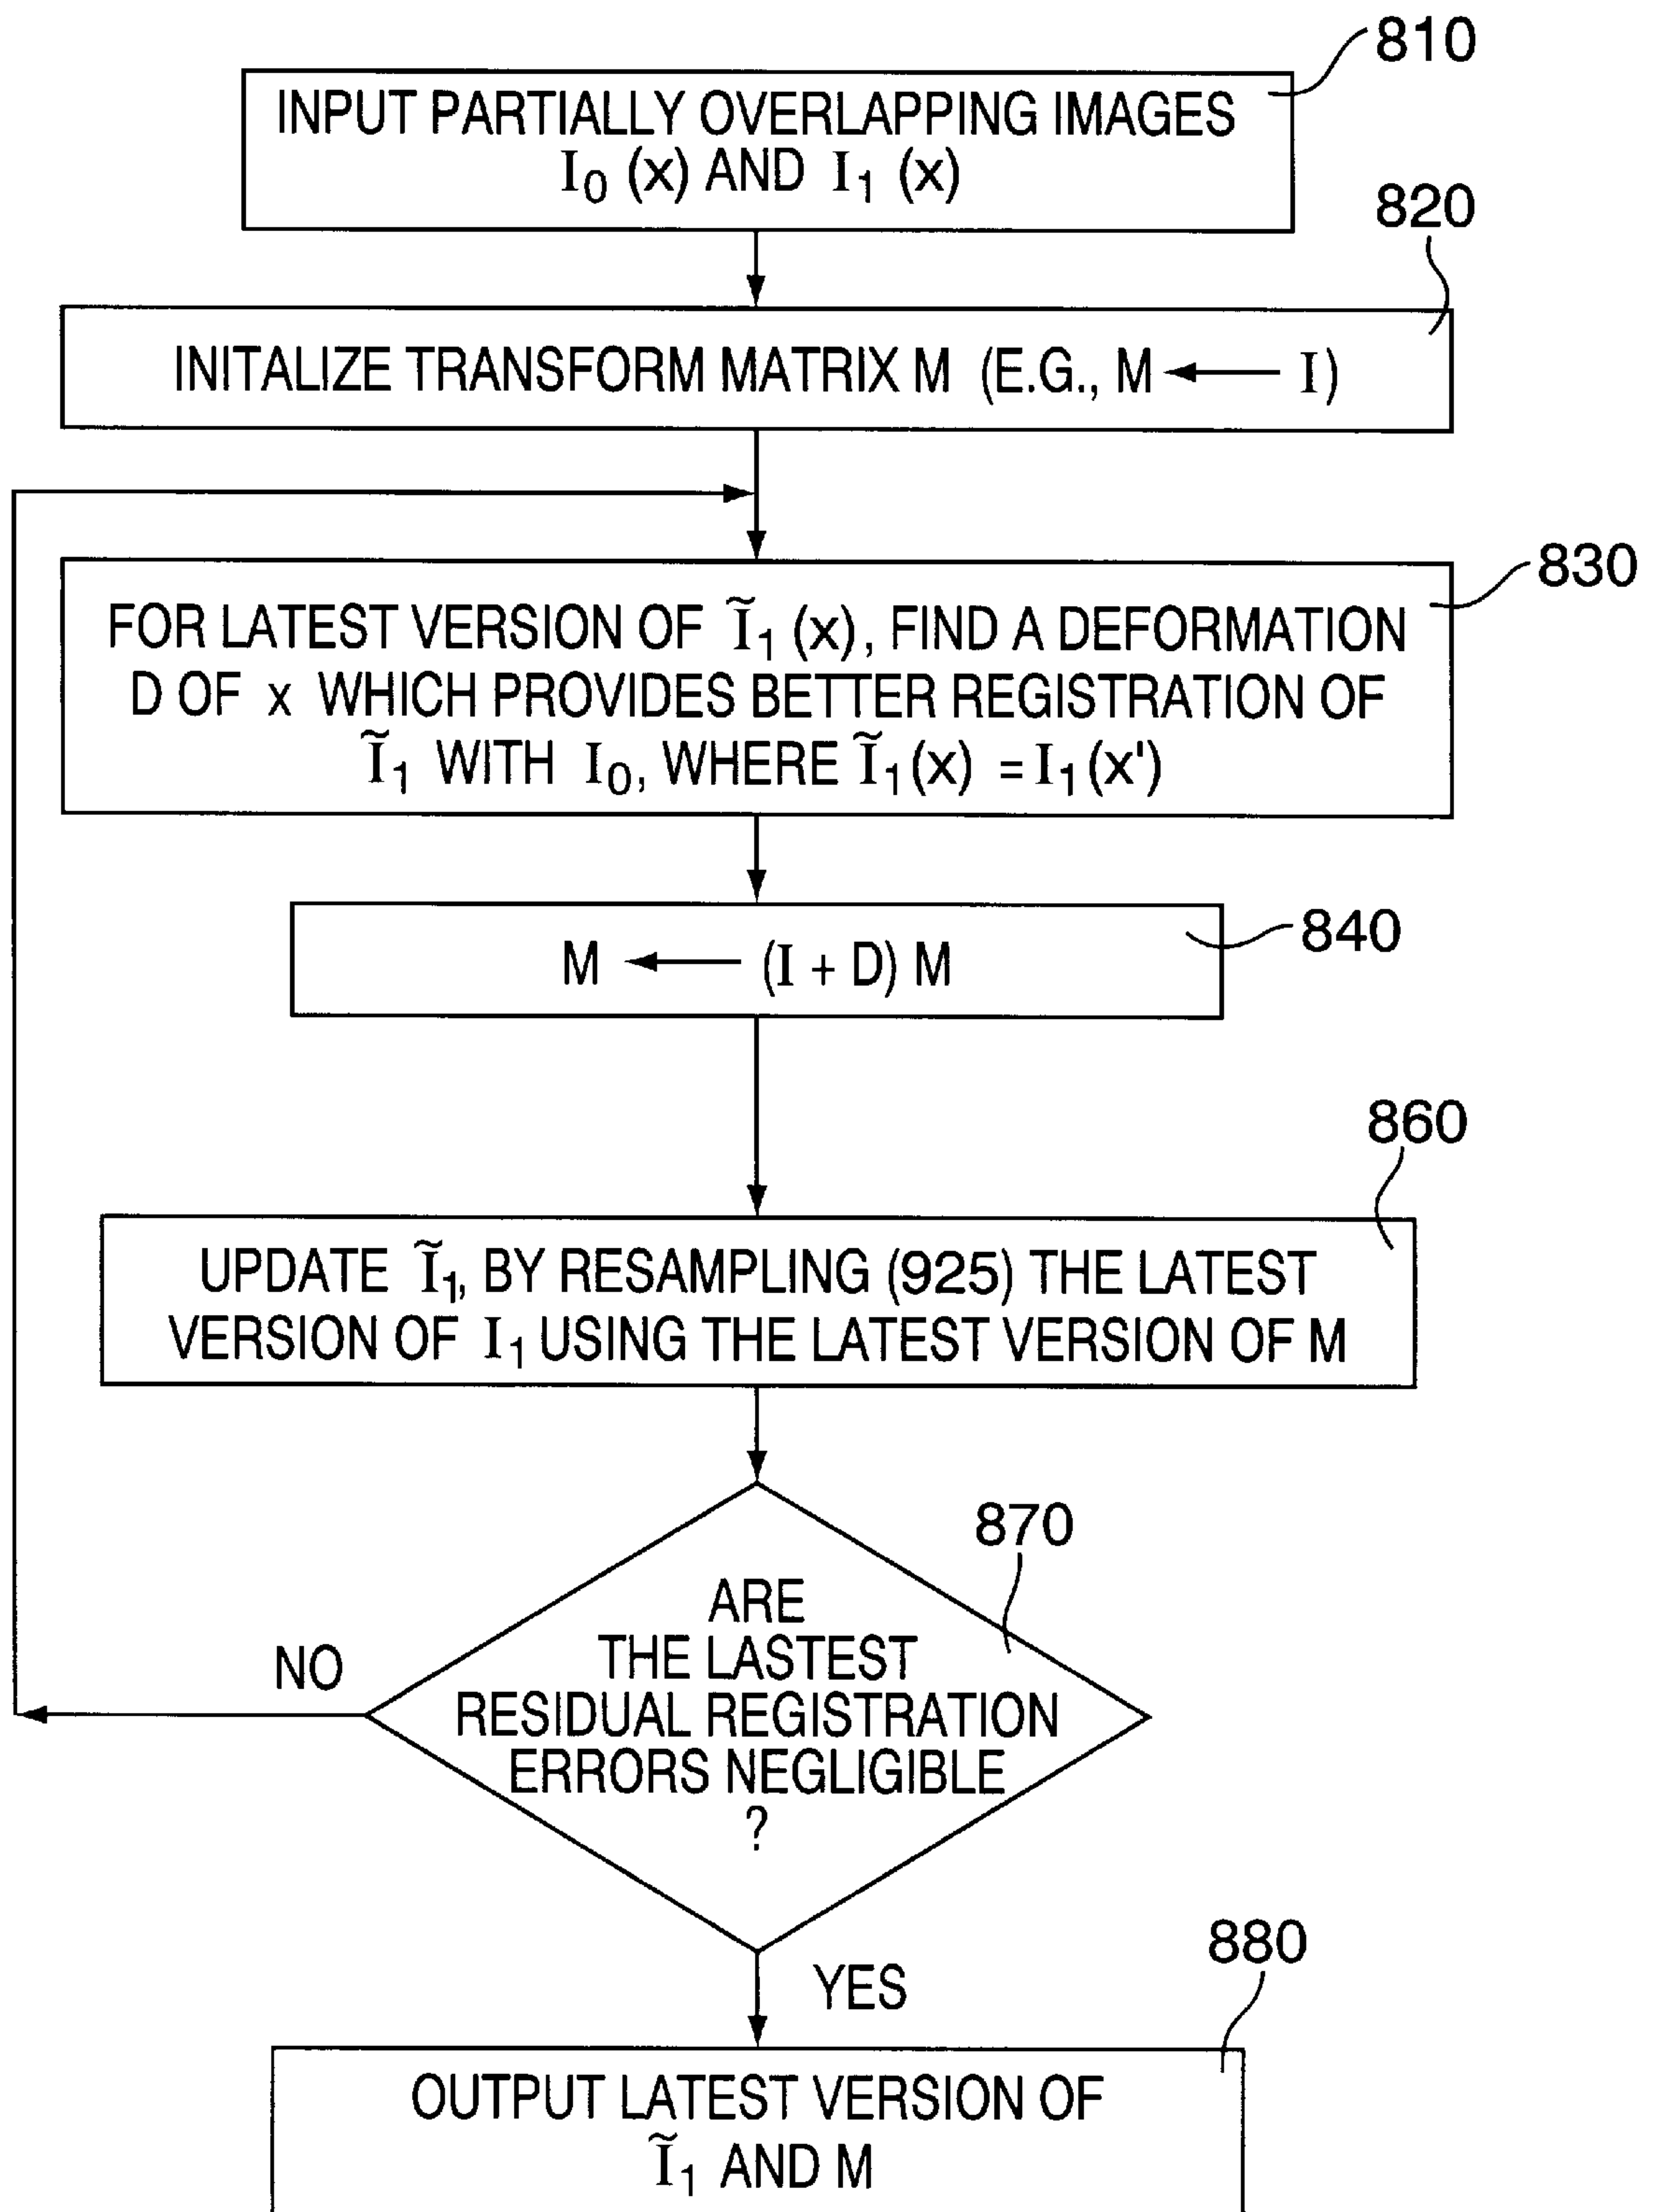 810
INPUT PARTIALLY OVERLAPPING IMAGES
I₀ (x) AND I₁ (x)
820
INITALIZE TRANSFORM MATRIX M (E.G., M ← I)
830
FOR LATEST VERSION OF Ĩ₁ (x), FIND A DEFORMATION
D OF x WHICH PROVIDES BETTER REGISTRATION OF
Ĩ₁ WITH I₀, WHERE Ĩ₁(x) = I₁(x')
840
M ← (I + D) M
860
UPDATE Ĩ₁, BY RESAMPLING (925) THE LATEST
VERSION OF I₁ USING THE LATEST VERSION OF M
870
ARE
THE LASTEST
RESIDUAL REGISTRATION
ERRORS NEGLIGIBLE
?
NO
YES
880
OUTPUT LATEST VERSION OF
Ĩ₁ AND M